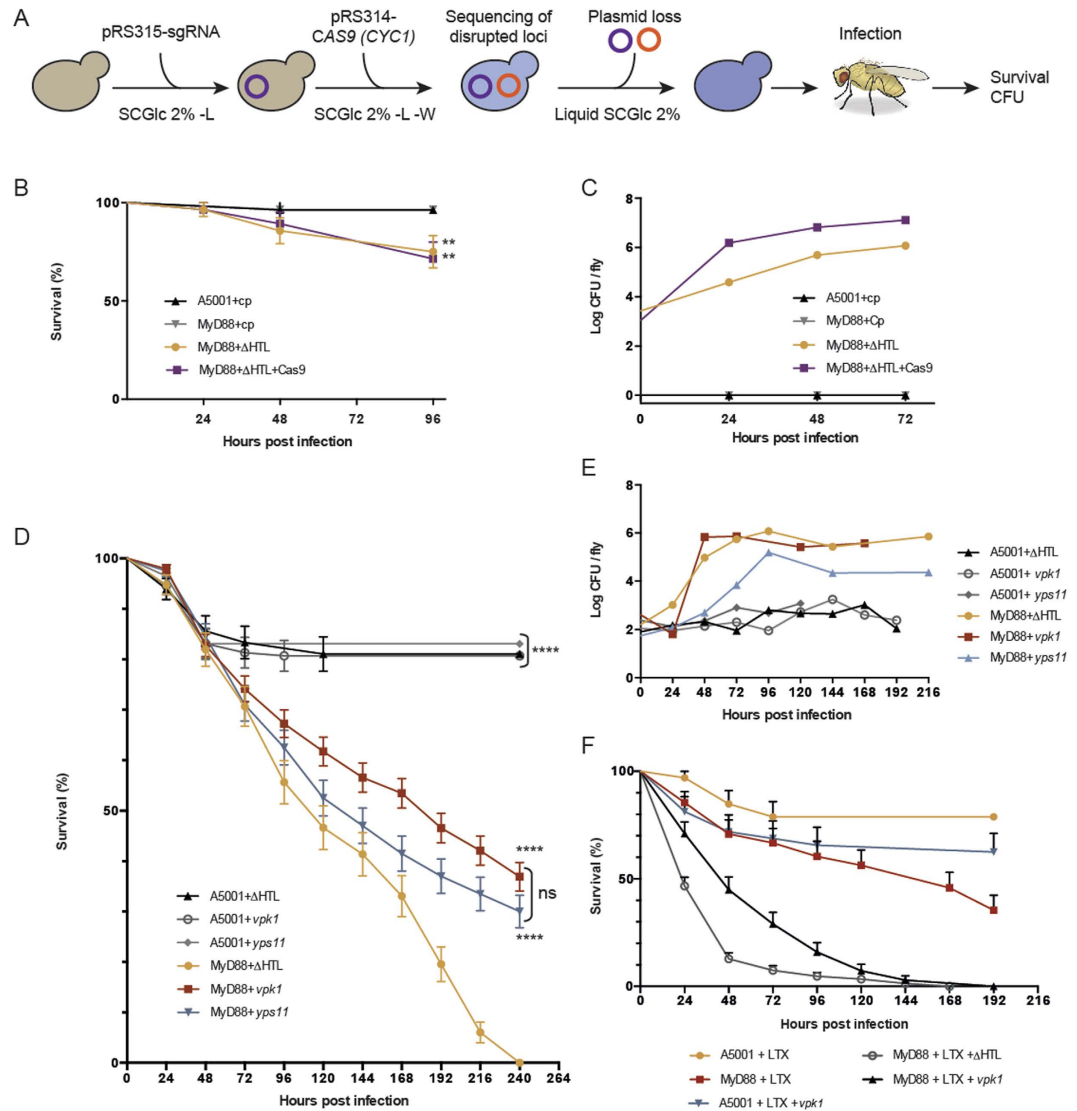 A
pRS315-sgRNA
SCGlc 2% -L
pRS314-
CAS9 (CYC1)
SCGlc 2% -L -W
Sequencing of
disrupted loci
Plasmid loss
Liquid SCGlc 2%
Infection
Survival
CFU
B
Survival (%)
100
50
0
24
48
72
96
Hours post infection
**
**
A5001+cp
MyD88+cp
MyD88+ΔHTL
MyD88+ΔHTL+Cas9
C
Log CFU / fly
8
6
4
2
0
0
24
48
72
Hours post infection
A5001+cp
MyD88+Cp
MyD88+ΔHTL
MyD88+ΔHTL+Cas9
D
Survival (%)
100
50
0
0
24
48
72
96
120
144
168
192
216
240
264
Hours post infection
****
****
ns
****
A5001+ΔHTL
A5001+vpk1
A5001+yps11
MyD88+ΔHTL
MyD88+vpk1
MyD88+yps11
E
Log CFU / fly
8
6
4
2
0
0
24
48
72
96
120
144
168
192
216
Hours post infection
A5001+ΔHTL
A5001+ vpk1
A5001+ yps11
MyD88+ΔHTL
MyD88+ vpk1
MyD88+ yps11
F
Survival (%)
100
50
0
0
24
48
72
96
120
144
168
192
216
Hours post infection
A5001 + LTX
MyD88 + LTX
A5001 + LTX +vpk1
MyD88 + LTX +ΔHTL
MyD88 + LTX + vpk1